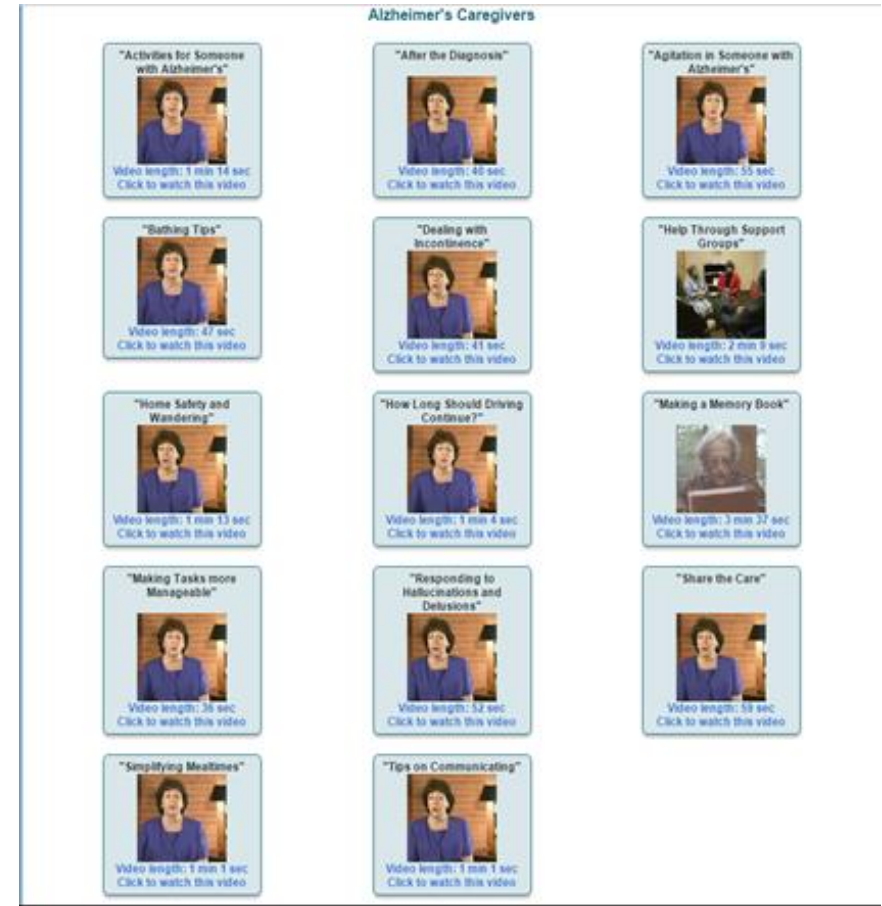 Alzheimer's Caregivers
"Activities for Someone
with Alzheimer's"
Video length: 1 min 14 sec
Click to watch this video
"After the Diagnosis"
Video length: 40 sec
Click to watch this video
"Agitation in Someone with
Alzheimer's"
Video length: 55 sec
Click to watch this video
"Bathing Tips"
Video length: 47 sec
Click to watch this video
"Dealing with
Incontinence"
Video length: 41 sec
Click to watch this video
"Help Through Support
Groups"
Video length: 2 min 9 sec
Click to watch this video
"Home Safety and
Wandering"
Video length: 1 min 13 sec
Click to watch this video
"How Long Should Driving
Continue?"
Video length: 1 min 4 sec
Click to watch this video
"Making a Memory Book"
Video length: 3 min 37 sec
Click to watch this video
"Making Tasks more
Manageable"
Video length: 36 sec
Click to watch this video
"Responding to
Hallucinations and
Delusions"
Video length: 52 sec
Click to watch this video
"Share the Care"
Video length: 59 sec
Click to watch this video
"Simplifying Mealtimes"
Video length: 1 min 1 sec
Click to watch this video
"Tips on Communicating"
Video length: 1 min 1 sec
Click to watch this video